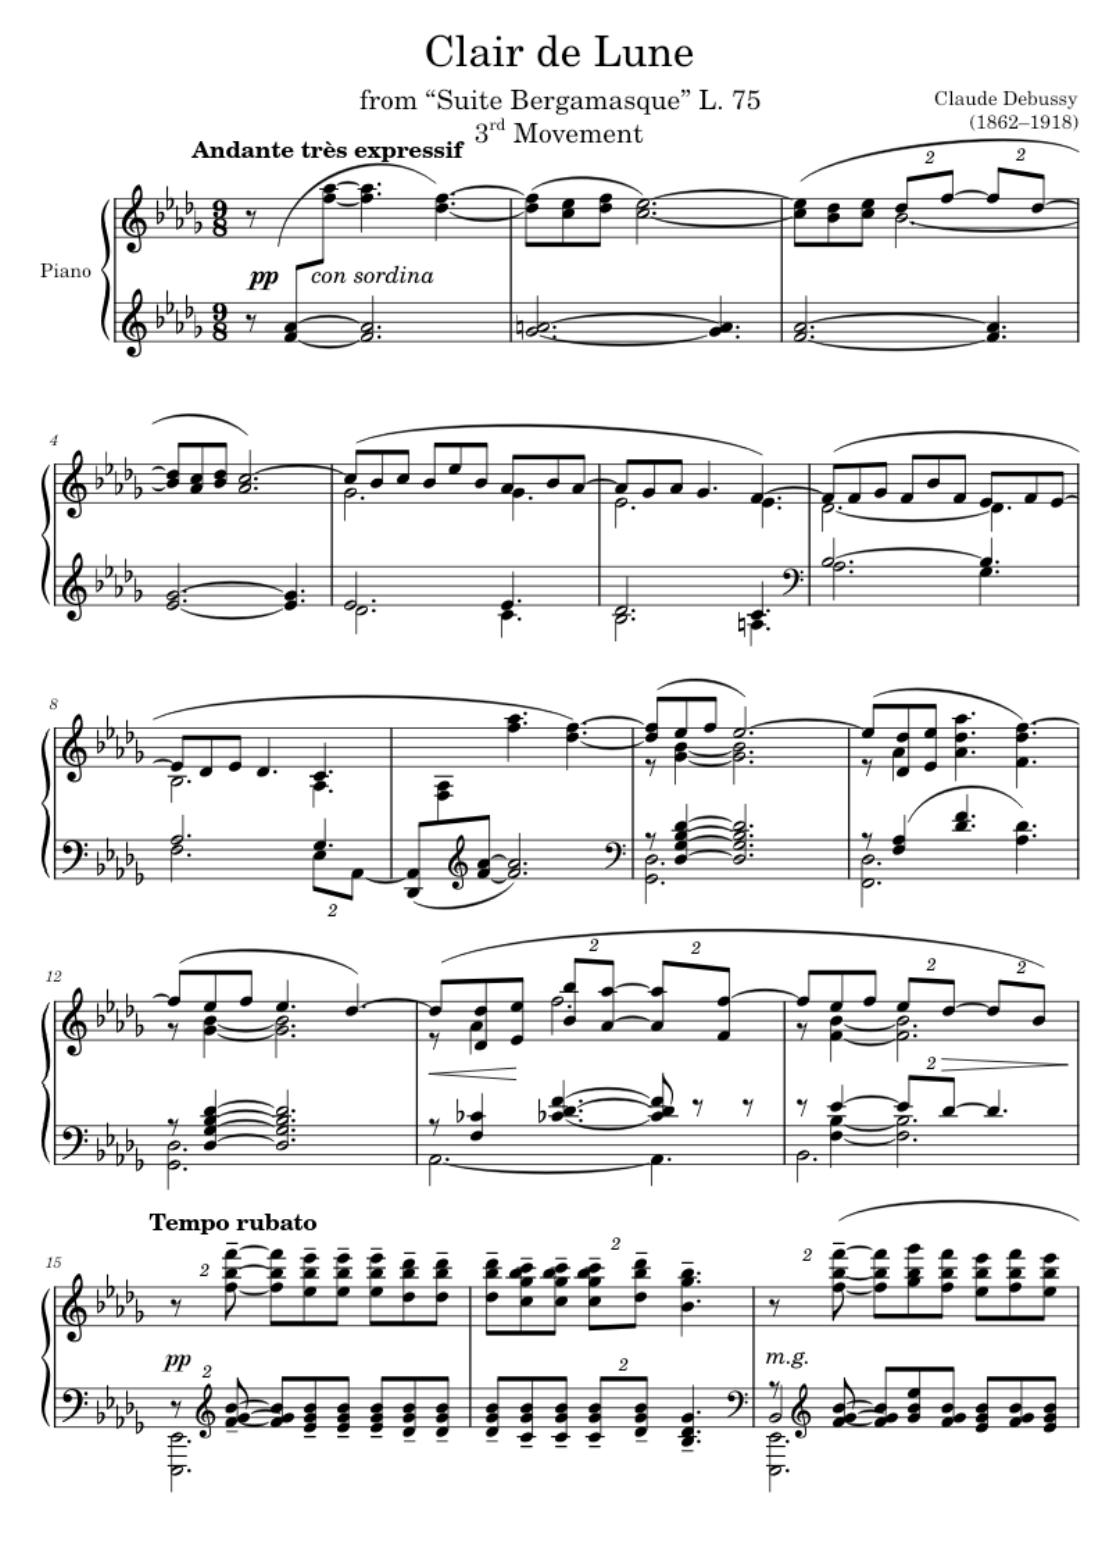 Clair de Lune
from “Suite Bergamasque” L. 75
3rd Movement
Claude Debussy
(1862–1918)
Andante très expressif
2 2
9 8
Piano
pp con sordina
9 8
4
8
2
12
2 2 2 2
2
Tempo rubato
15
2 2 2
pp m.g.
2 2